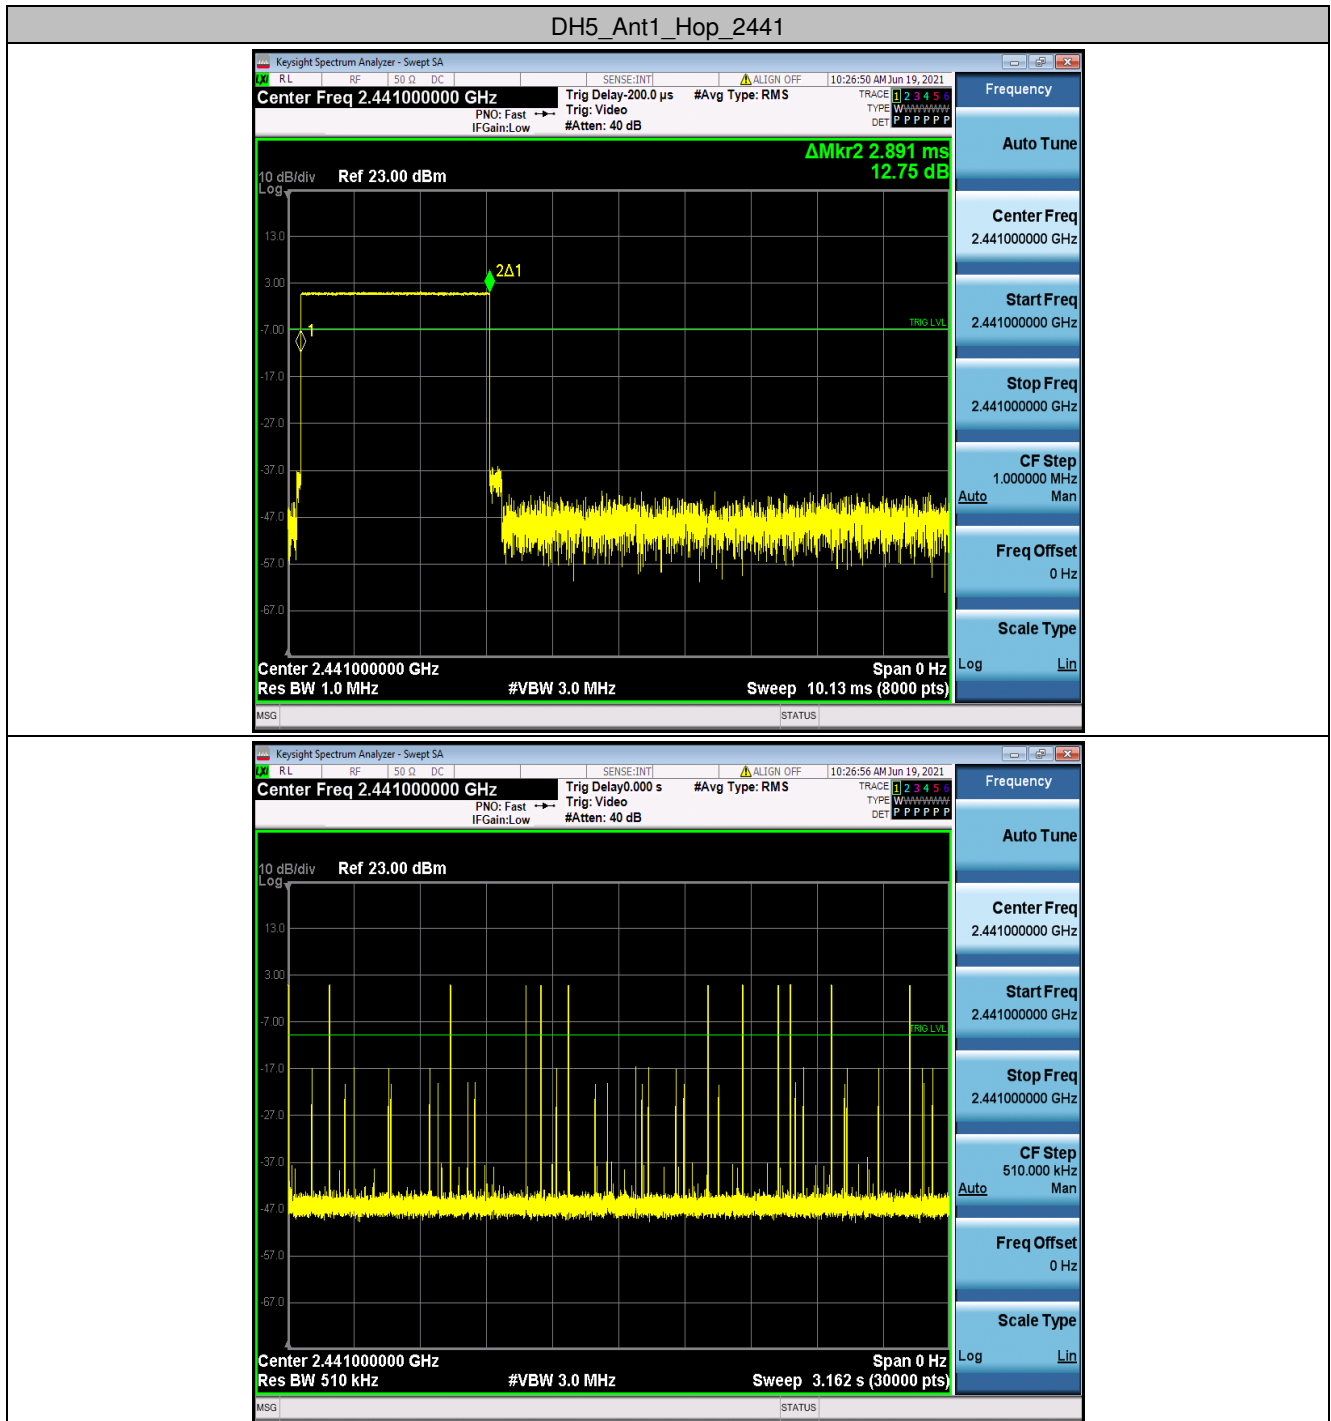 DH5_Ant1_Hop_2441
Keysight Spectrum Analyzer - Swept SA
LXI RL RF 50 Ω DC SENSE:INT ALIGN OFF 10:26:50 AM Jun 19, 2021
Center Freq 2.441000000 GHz
PNO: Fast
IFGain:Low
Trig Delay-200.0 µs
Trig: Video
#Atten: 40 dB
#Avg Type: RMS
TRACE 1 2 3 4 5 6
TYPE WWWWWW
DET P P P P P P
ΔMkr2 2.891 ms
12.75 dB
10 dB/div Ref 23.00 dBm
Log
13.0
2Δ1
3.00
TRIG LVL
1
-7.00
-17.0
-27.0
-37.0
-47.0
-57.0
-67.0
Center 2.441000000 GHz Span 0 Hz
Res BW 1.0 MHz #VBW 3.0 MHz Sweep 10.13 ms (8000 pts)
MSG STATUS
Frequency
Auto Tune
Center Freq
2.441000000 GHz
Start Freq
2.441000000 GHz
Stop Freq
2.441000000 GHz
CF Step
1.000000 MHz
Auto Man
Freq Offset
0 Hz
Scale Type
Log Lin
Keysight Spectrum Analyzer - Swept SA
LXI RL RF 50 Ω DC SENSE:INT ALIGN OFF 10:26:56 AM Jun 19, 2021
Center Freq 2.441000000 GHz
PNO: Fast
IFGain:Low
Trig Delay0.000 s
Trig: Video
#Atten: 40 dB
#Avg Type: RMS
TRACE 1 2 3 4 5 6
TYPE WWWWWW
DET P P P P P P
10 dB/div Ref 23.00 dBm
Log
13.0
3.00
-7.00
TRIG LVL
-17.0
-27.0
-37.0
-47.0
-57.0
-67.0
Center 2.441000000 GHz Span 0 Hz
Res BW 510 kHz #VBW 3.0 MHz Sweep 3.162 s (30000 pts)
MSG STATUS
Frequency
Auto Tune
Center Freq
2.441000000 GHz
Start Freq
2.441000000 GHz
Stop Freq
2.441000000 GHz
CF Step
510.000 kHz
Auto Man
Freq Offset
0 Hz
Scale Type
Log Lin